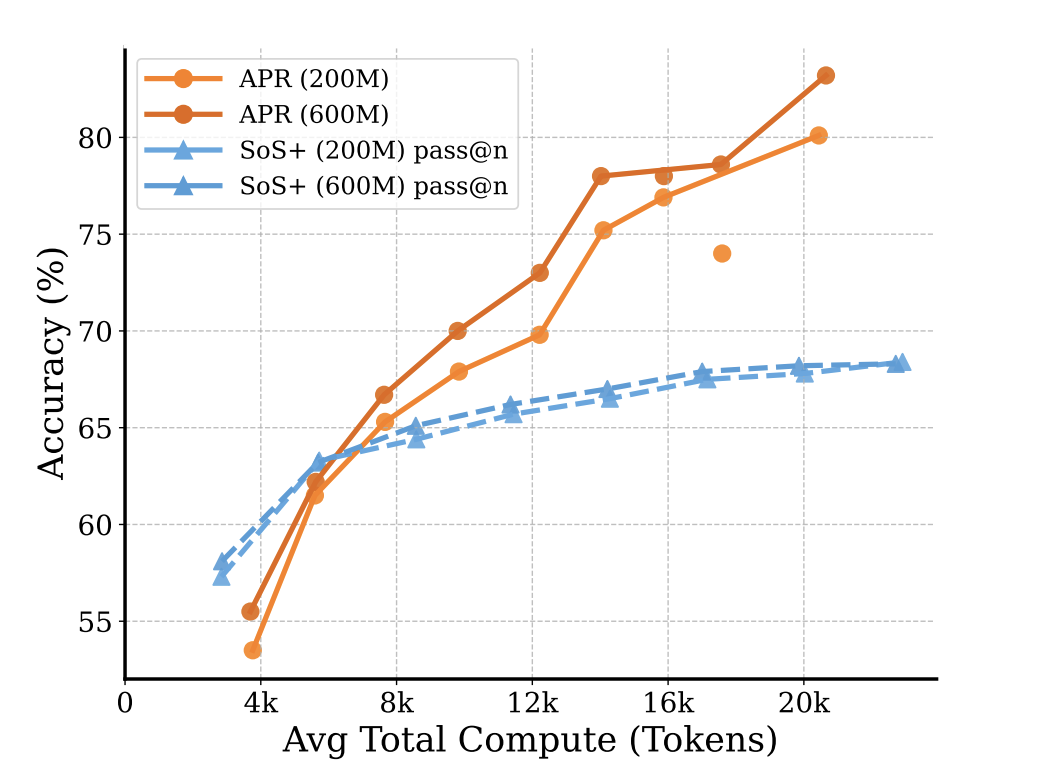 APR (200M)
APR (600M)
SoS+ (200M) pass@n
SoS+ (600M) pass@n
80
75
70
65
60
55
Accuracy (%)
0 4k 8k 12k 16k 20k
Avg Total Compute (Tokens)